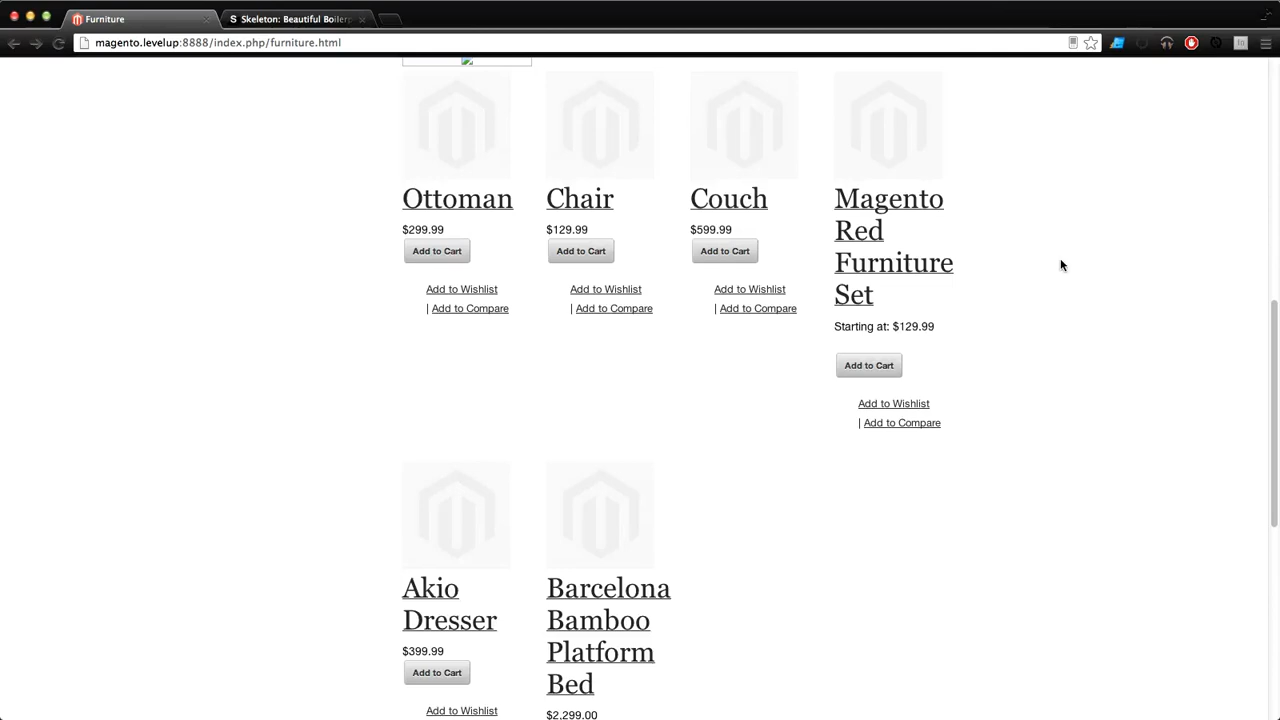 Furniture
Skeleton: Beautiful Boilerp
magento.levelup:8888/index.php/furniture.html
Ottoman
$299.99
Add to Cart
Add to Wishlist
| Add to Compare
Chair
$129.99
Add to Cart
Add to Wishlist
| Add to Compare
Couch
$599.99
Add to Cart
Add to Wishlist
| Add to Compare
Magento
Red
Furniture
Set
Starting at: $129.99
Add to Cart
Add to Wishlist
| Add to Compare
Akio
Dresser
$399.99
Add to Cart
Add to Wishlist
Barcelona
Bamboo
Platform
Bed
$2,299.00